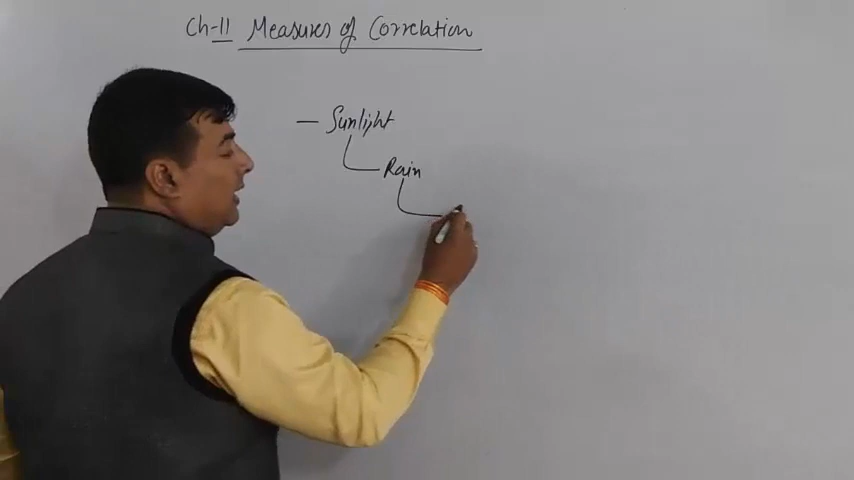 Ch-11 Measures of Correlation
— Sunlight
Rain